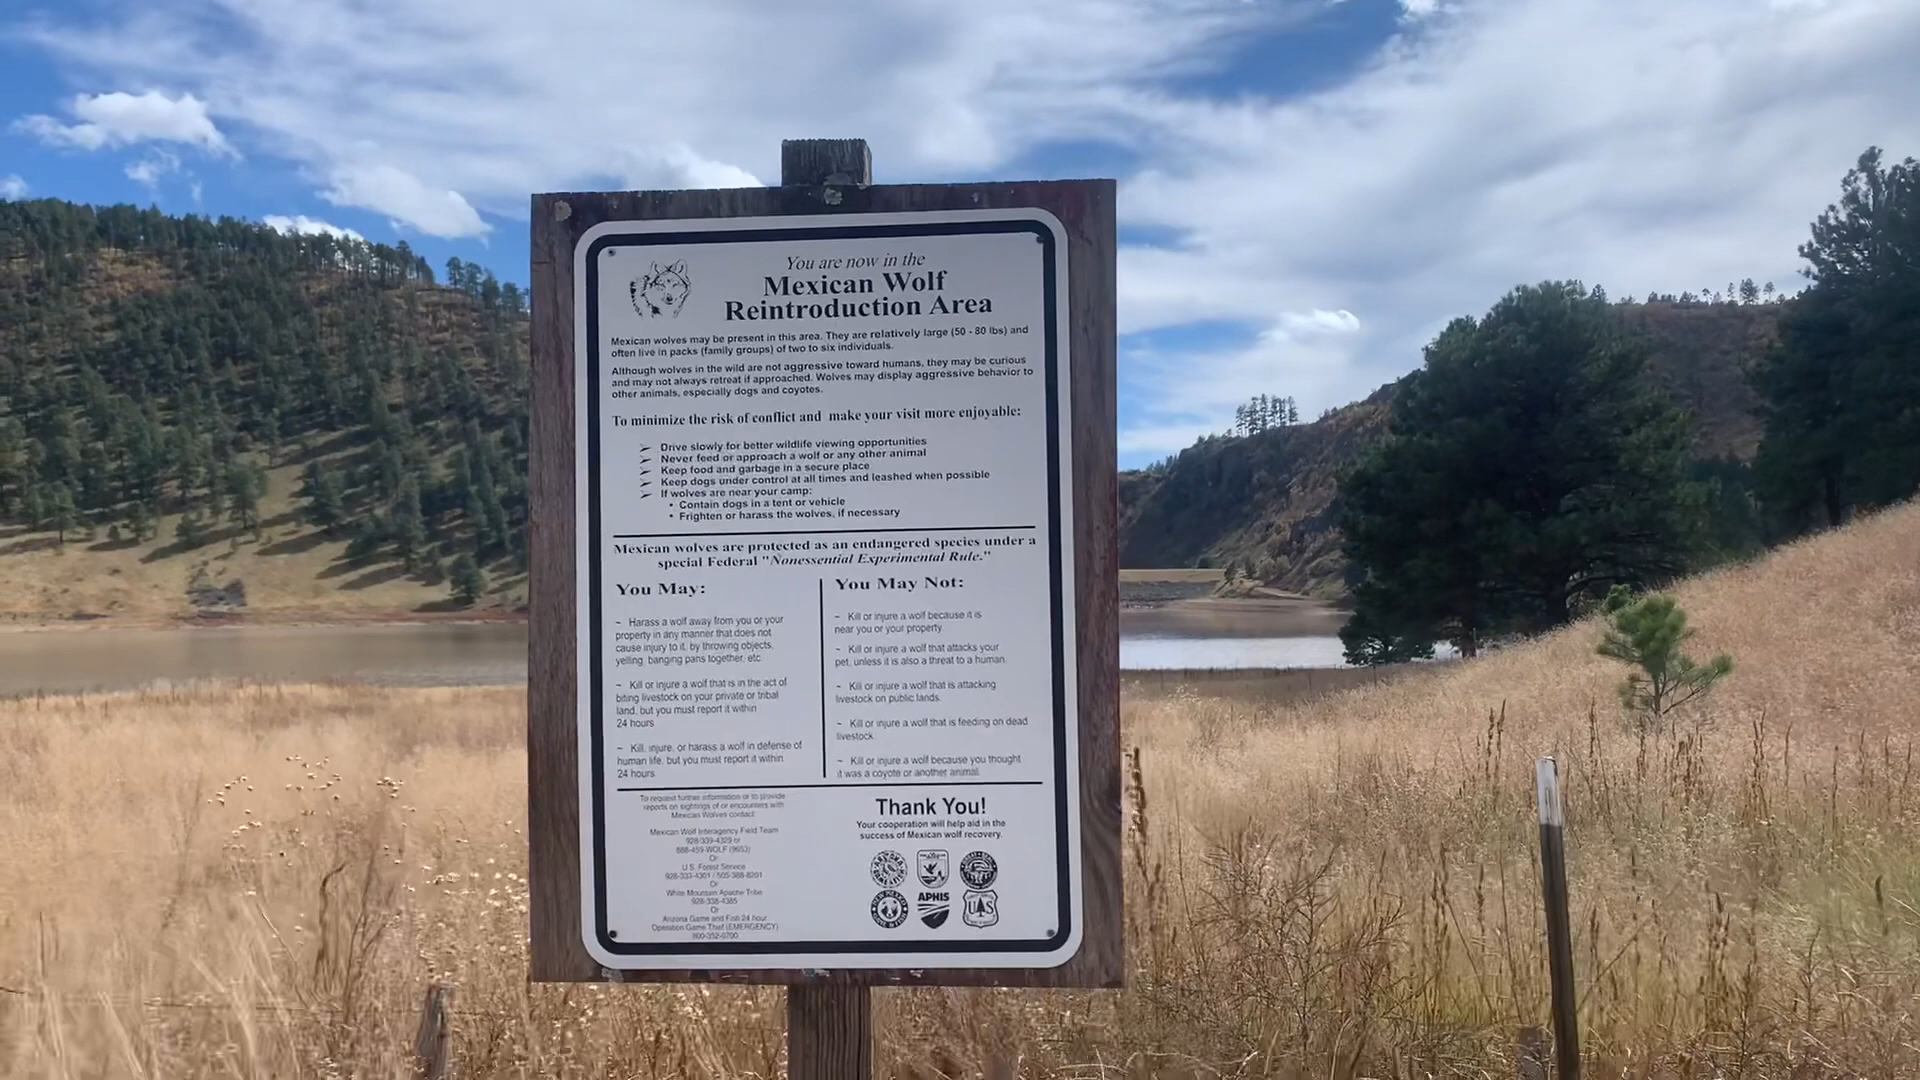 You are now in the
Mexican Wolf
Reintroduction Area
Mexican wolves may be present in this area. They are relatively large (50 - 80 lbs) and
often live in packs (family groups) of two to six individuals.
Although wolves in the wild are not aggressive toward humans, they may be curious
and may not always retreat if approached. Wolves may display aggressive behavior to
other animals, especially dogs and coyotes.
To minimize the risk of conflict and make your visit more enjoyable:
Drive slowly for better wildlife viewing opportunities
Never feed or approach a wolf or any other animal
Keep food and garbage in a secure place
Keep dogs under control at all times and leashed when possible
If wolves are near your camp:
• Contain dogs in a tent or vehicle
• Frighten or harass the wolves, if necessary
Mexican wolves are protected as an endangered species under a
special Federal "Nonessential Experimental Rule."
You May:
~ Harass a wolf away from you or your
property in any manner that does not
cause injury to it, by throwing objects,
yelling, banging pans together, etc.
~ Kill or injure a wolf that is in the act of
biting livestock on your private or tribal
land, but you must report it within
24 hours
~ Kill, injure, or harass a wolf in defense of
human life, but you must report it within
24 hours
You May Not:
~ Kill or injure a wolf because it is
near you or your property.
~ Kill or injure a wolf that attacks your
pet, unless it is also a threat to a human.
~ Kill or injure a wolf that is attacking
livestock on public lands.
~ Kill or injure a wolf that is feeding on dead
livestock.
~ Kill or injure a wolf because you thought
it was a coyote or another animal.
To request further information or to provide
reports on sightings of or encounters with
Mexican Wolves contact:
Mexican Wolf Interagency Field Team
928-339-4329 or
888-459-WOLF (9653)
Or
U.S. Forest Service
928-333-4301 / 505-388-8201
Or
White Mountain Apache Tribe
928-338-4385
Or
Arizona Game and Fish 24 hour
Operation Game Thief (EMERGENCY)
800-352-0700
Thank You!
Your cooperation will help aid in the
success of Mexican wolf recovery.
APHIS
U S